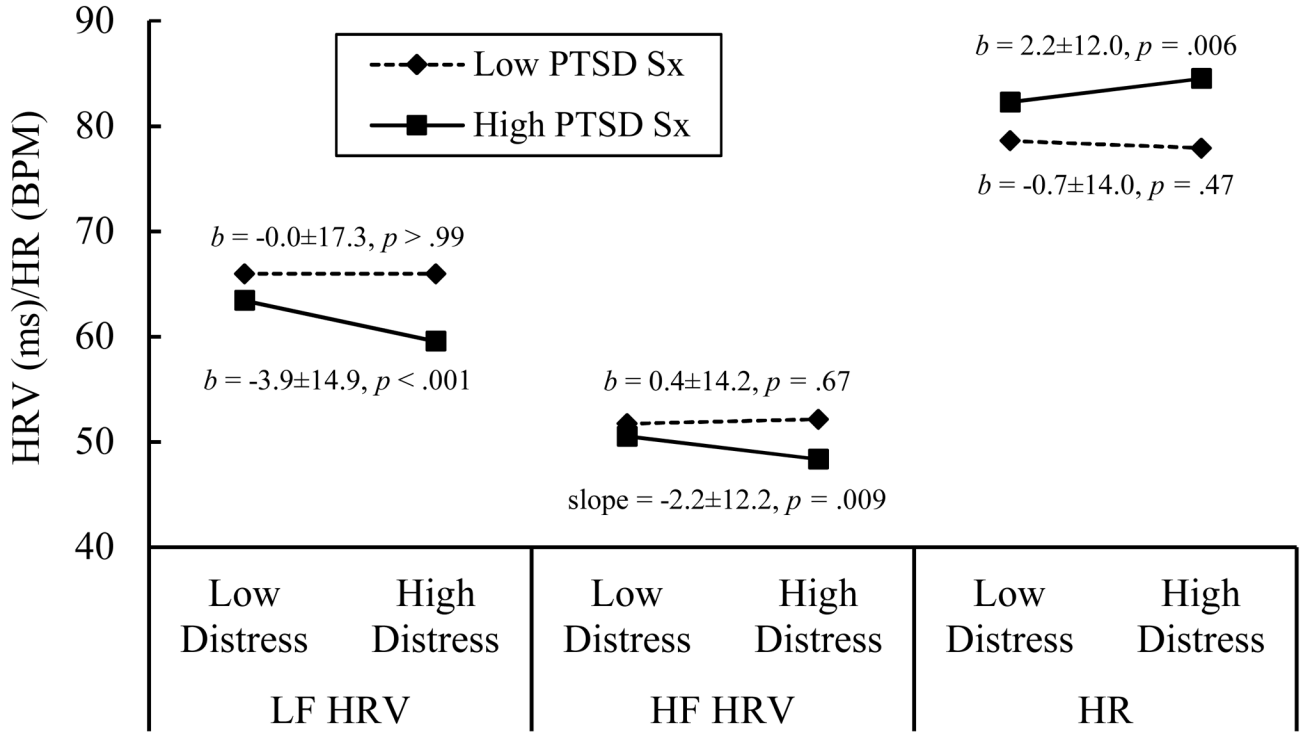 90
80
70
60
50
40
HRV (ms)/HR (BPM)
Low PTSD Sx
High PTSD Sx
b = 2.2±12.0, p = .006
b = -0.7±14.0, p = .47
b = -0.0±17.3, p > .99
b = -3.9±14.9, p < .001
b = 0.4±14.2, p = .67
slope = -2.2±12.2, p = .009
Low
Distress
High
Distress
Low
Distress
High
Distress
Low
Distress
High
Distress
LF HRV
HF HRV
HR